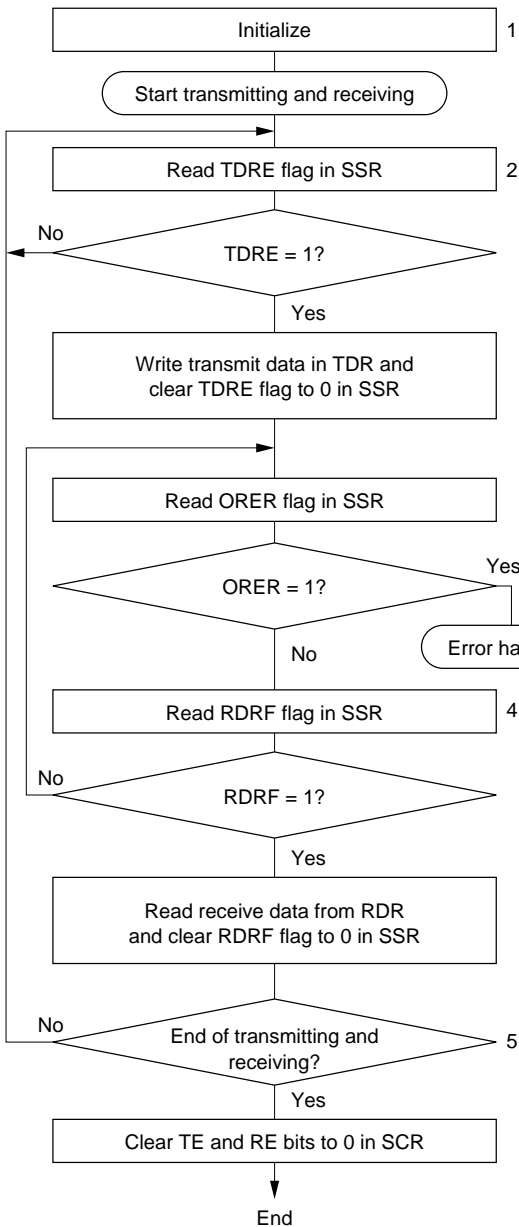 Initialize
1
Start transmitting and receiving
Read TDRE flag in SSR
2
No
TDRE = 1?
Yes
Write transmit data in TDR and
clear TDRE flag to 0 in SSR
Read ORER flag in SSR
Yes
ORER = 1?
No
Error ha
Read RDRF flag in SSR
4
No
RDRF = 1?
Yes
Read receive data from RDR
and clear RDRF flag to 0 in SSR
No
End of transmitting and
receiving?
5
Yes
Clear TE and RE bits to 0 in SCR
End